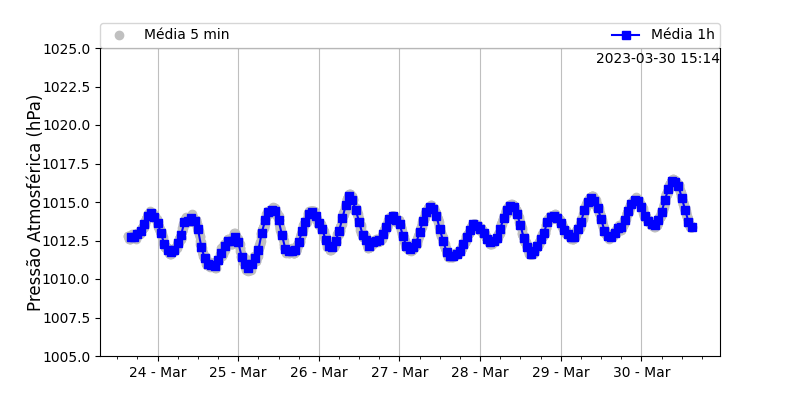 Média 5 min
Média 1h
2023-03-30 15:14
Pressão Atmosférica (hPa)
1025.0
1022.5
1020.0
1017.5
1015.0
1012.5
1010.0
1007.5
1005.0
24 - Mar
25 - Mar
26 - Mar
27 - Mar
28 - Mar
29 - Mar
30 - Mar